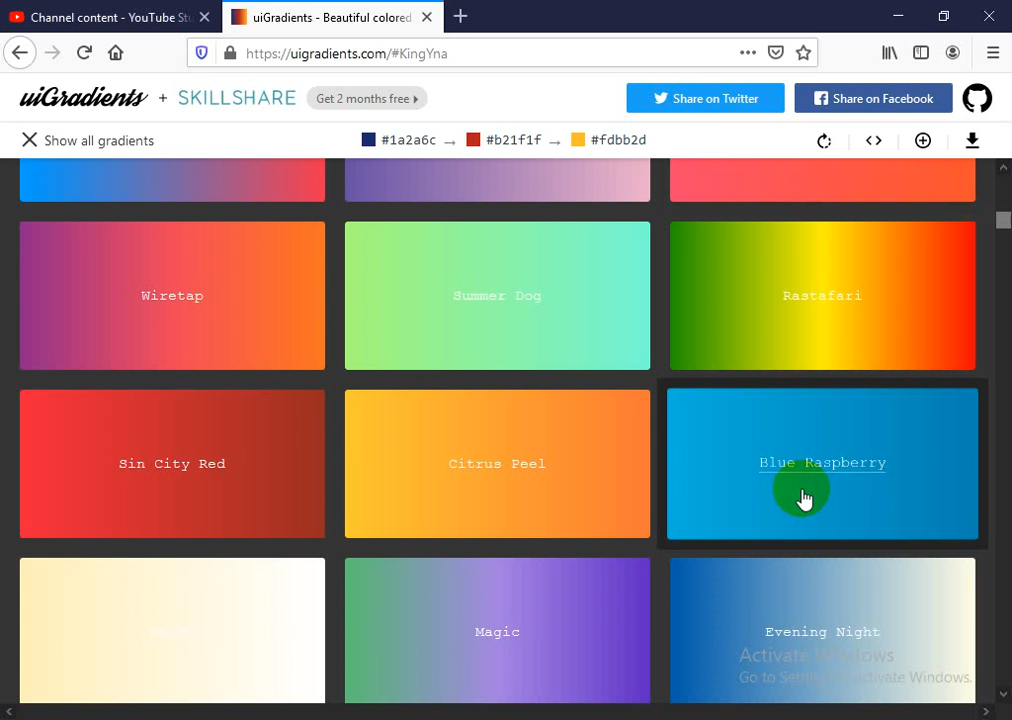 Channel content - YouTube Stu
uiGradients - Beautiful colored
https://uigradients.com/#KingYna
uiGradients + SKILLSHARE
Get 2 months free
Share on Twitter
Share on Facebook
Show all gradients
#1a2a6c → #b21f1f → #fdbb2d
Wiretap
Summer Dog
Rastafari
Sin City Red
Citrus Peel
Blue Raspberry
Magic
Evening Night
Activate Windows
Go to Settings to activate Windows.